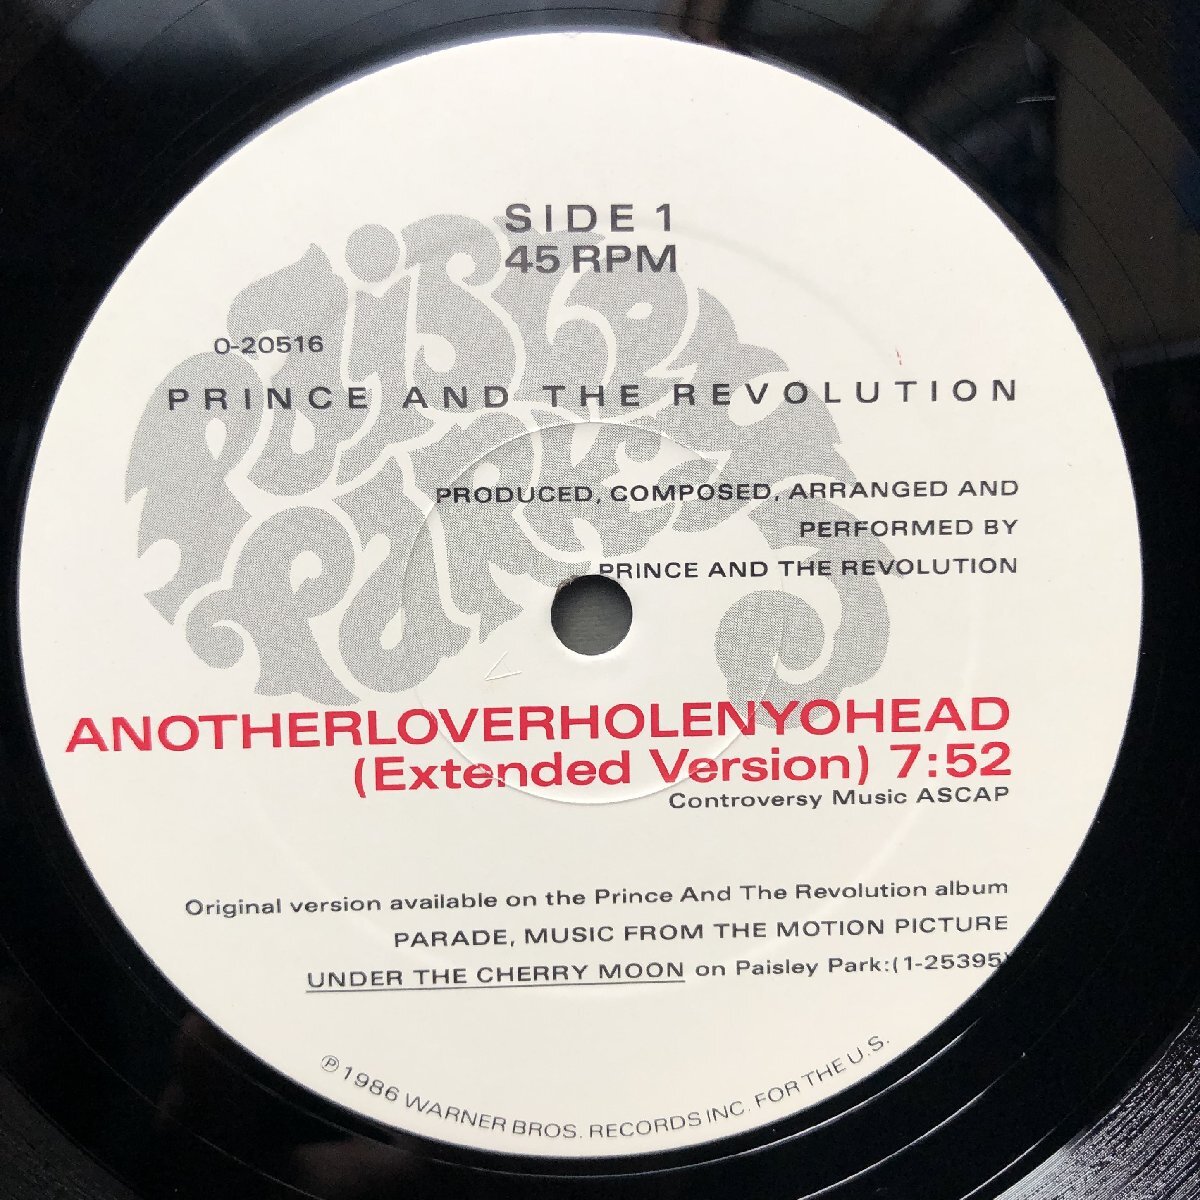 SIDE 1
45 RPM
0-20516
PRINCE AND THE REVOLUTION
Paisley
Park
PRODUCED, COMPOSED, ARRANGED AND
PERFORMED BY
PRINCE AND THE REVOLUTION
ANOTHERLOVERHOLENYOHEAD
(Extended Version) 7:52
Controversy Music ASCAP
Original version available on the Prince And The Revolution album
PARADE, MUSIC FROM THE MOTION PICTURE
UNDER THE CHERRY MOON on Paisley Park:(1-25395)
℗1986 WARNER BROS. RECORDS INC. FOR THE U.S.